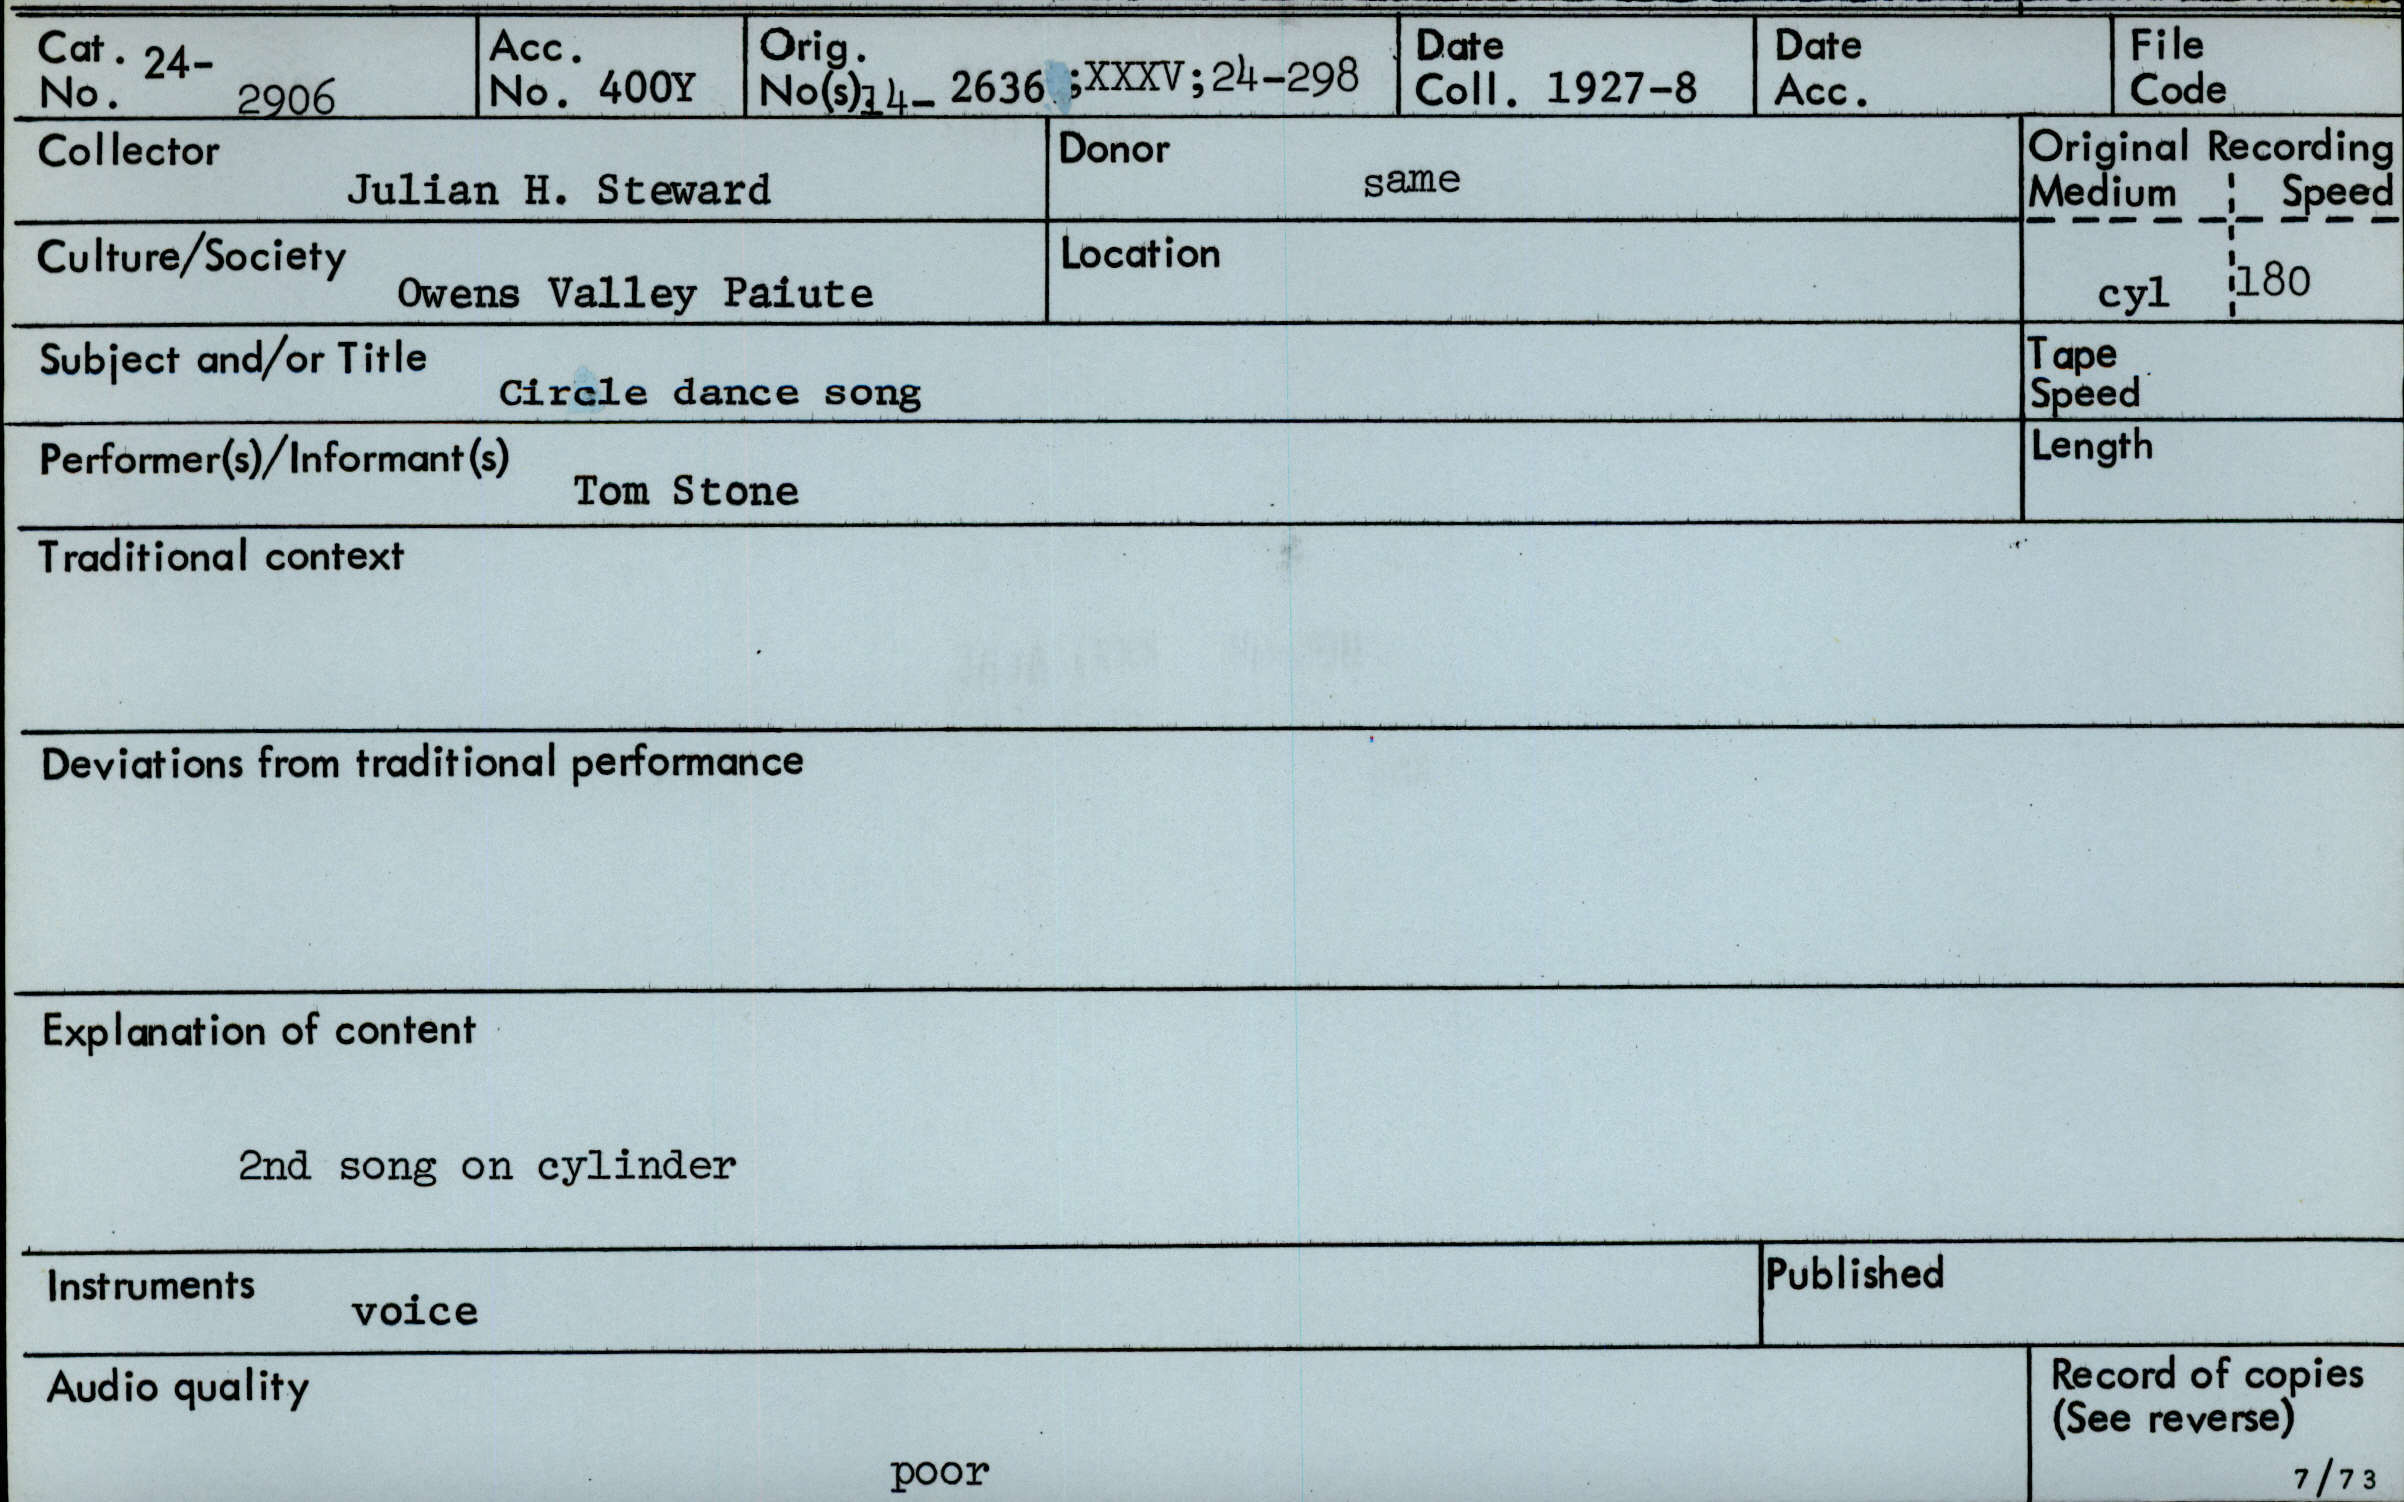 Cat. No. 24-2906
Acc. No. 400Y
Orig. No(s) 14- 2636 ;XXXV;24-298
Date Coll. 1927-8
Date Acc.
File Code
Collector
Julian H. Steward
Donor
same
Original Recording
Medium Speed
cyl 180
Culture/Society
Owens Valley Paiute
Location
Subject and/or Title
Circle dance song
Tape Speed
Performer(s)/Informant(s)
Tom Stone
Length
Traditional context
Deviations from traditional performance
Explanation of content
2nd song on cylinder
Instruments
voice
Published
Audio quality
poor
Record of copies
(See reverse)
7/73